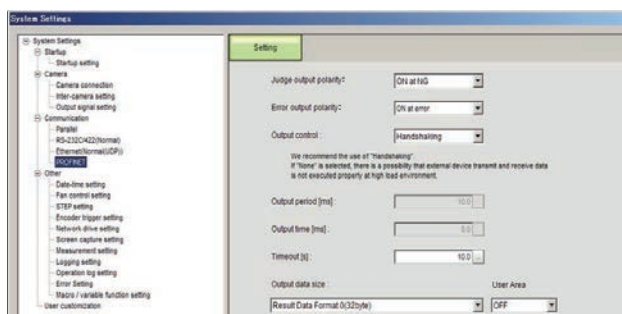 System Settings
System Settings
Startup
Startup setting
Camera
Camera connection
Inter-camera setting
Output signal setting
Communication
Parallel
RS-232C/422(Normal)
Ethernet(Normal(UDP))
PROFINET
Other
Date-time setting
Fan control setting
STEP setting
Encoder trigger setting
Network drive setting
Screen capture setting
Measurement setting
Logging setting
Operation log setting
Error Setting
Macro / variable function setting
User customization
Setting
Judge output polarity: ON at NG
Error output polarity: ON at error
Output control : Handshaking
We recommend the use of "Handshaking".
If "None" is selected, there is a possibility that external device transmit and receive data
is not executed properly at high load environment.
Output period [ms] : 10.0
Output time [ms] : 5.0
Timeout [s] : 10.0 ...
Output data size : User Area
Result Data Format 0(32byte) OFF